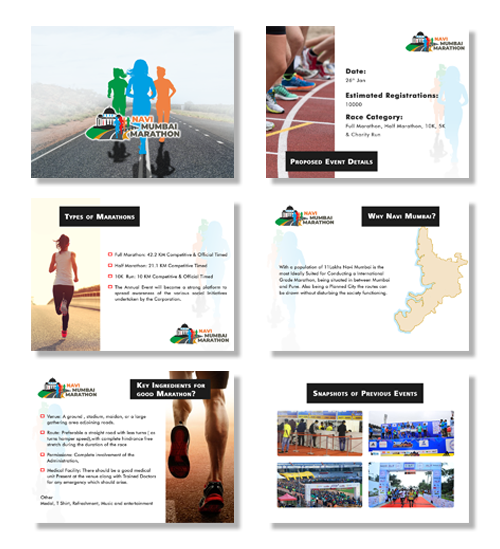 NAVI
MUMBAI
MARATHON
NAVI
MUMBAI
MARATHON
Date:
26th Jan
Estimated Registrations:
10000
Race Category:
Full Marathon, Half Marathon, 10K, 5K
& Charity Run
PROPOSED EVENT DETAILS
TYPES OF MARATHONS
Full Marathon: 42.2 KM Competitive & Official Timed
Half Marathon: 21.1 KM Competitive Timed
10K Run: 10 KM Competitive & Official Timed
The Annual Event will become a strong platform to
spread awareness of the various social initiatives
undertaken by the Corporation.
NAVI
MUMBAI
MARATHON
NAVI
MUMBAI
MARATHON
WHY NAVI MUMBAI?
With a population of 11Lakhs Navi Mumbai is the
most Ideally Suited for Conducting a International
Grade Marathon, being situated in between Mumbai
and Pune. Also being a Planned City the routes can
be drawn without disturbing the society functioning.
NAVI
MUMBAI
MARATHON
KEY INGREDIENTS FOR
GOOD MARATHON?
Venue: A ground , stadium, maidan, or a large
gathering area adjoining roads.
Route: Preferable a straight road with less turns ( as
turns hamper speed),with complete hindrance free
stretch during the duration of the race
Permissions: Complete involvement of the
Administration,
Medical Facility: There should be a good medical
unit Present at the venue along with Trained Doctors
for any emergency which should arise.
Other
Medal, T Shirt, Refreshment, Music and entertainment
SNAPSHOTS OF PREVIOUS EVENTS